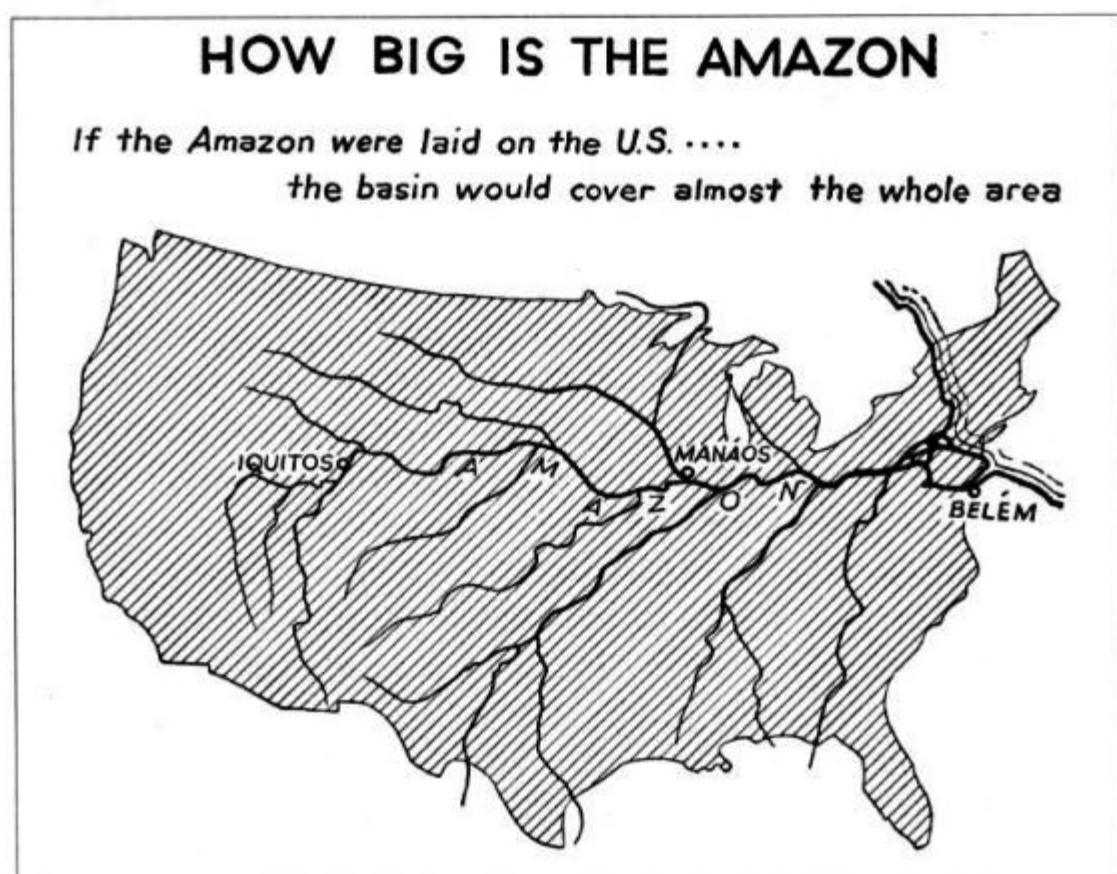 HOW BIG IS THE AMAZON
If the Amazon were laid on the U.S. ....
the basin would cover almost the whole area
IQUITOS
MANÁOS
AMAZON
BELÉM